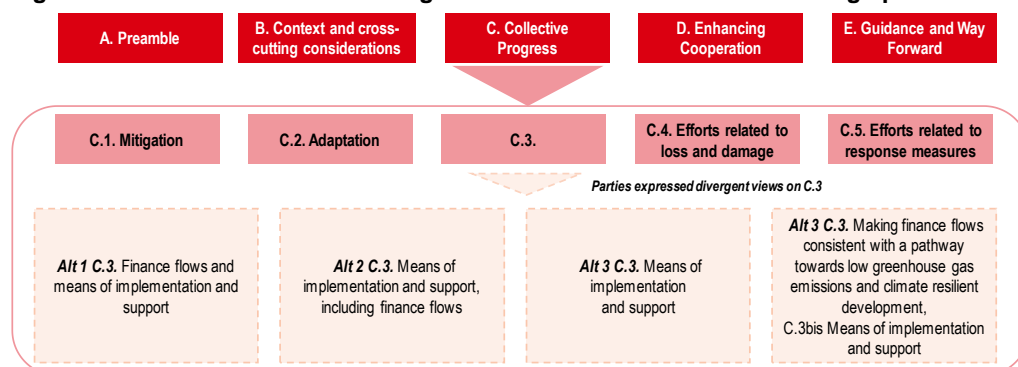 A. Preamble
B. Context and cross-
cutting considerations
C. Collective
Progress
D. Enhancing
Cooperation
E. Guidance and Way
Forward
C.1. Mitigation
C.2. Adaptation
C.3.
C.4. Efforts related to
loss and damage
C.5. Efforts related to
response measures
Parties expressed divergent views on C.3
Alt 1 C.3. Finance flows and
means of implementation and
support
Alt 2 C.3. Means of
implementation and support,
including finance flows
Alt 3 C.3. Means of
implementation
and support
Alt 3 C.3. Making finance flows
consistent with a pathway
towards low greenhouse gas
emissions and climate resilient
development,
C.3bis Means of implementation
and support